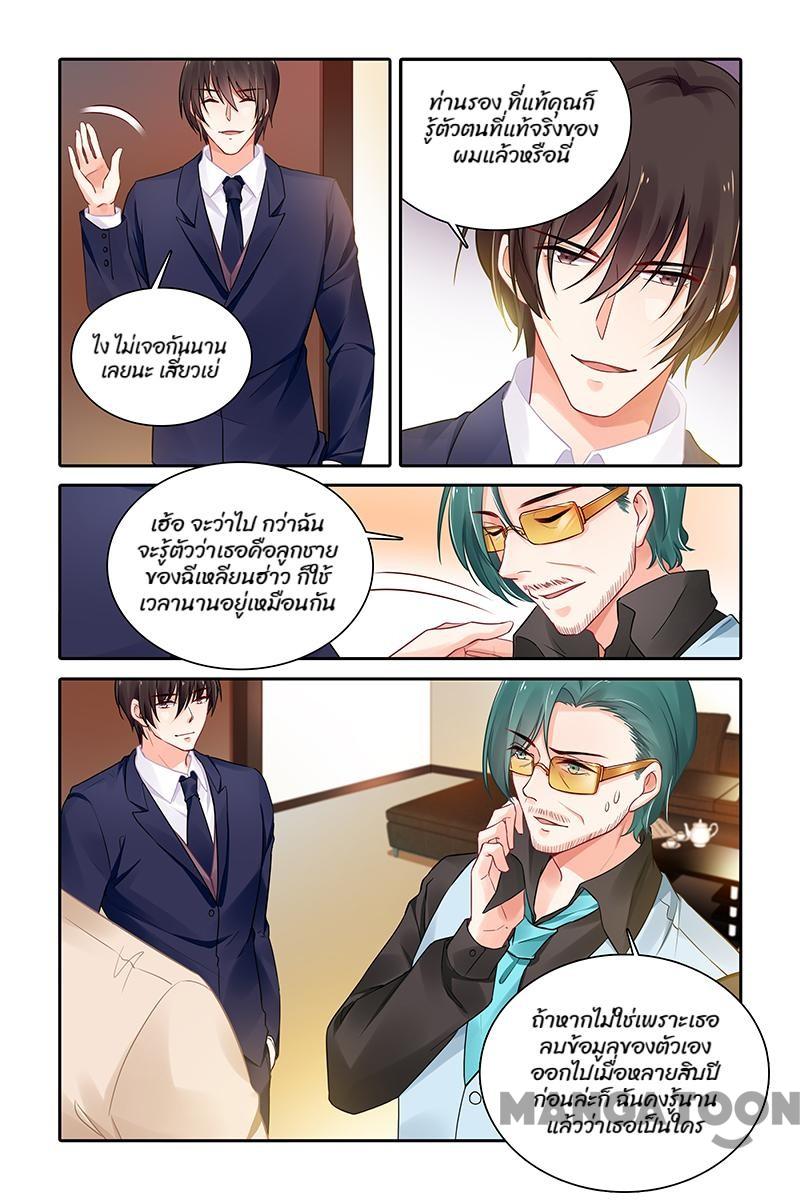 ไง ไม่เจอกันนาน
เลยนะ เสี่ยวเย่
ท่านรอง ที่แท้คุณก็
รู้ตัวตนที่แท้จริงของ
ผมแล้วหรือนี่
เฮ้อ จะว่าไป กว่าฉัน
จะรู้ตัวว่าเธอคือลูกชาย
ของฉีเหลียนฮ่าว ก็ใช้
เวลานานอยู่เหมือนกัน
ถ้าหากไม่ใช่เพราะเธอ
ลบข้อมูลของตัวเอง
ออกไปเมื่อหลายสิบปี
ก่อนล่ะก็ ฉันคงรู้นาน
แล้วว่าเธอเป็นใคร
MANGATOON